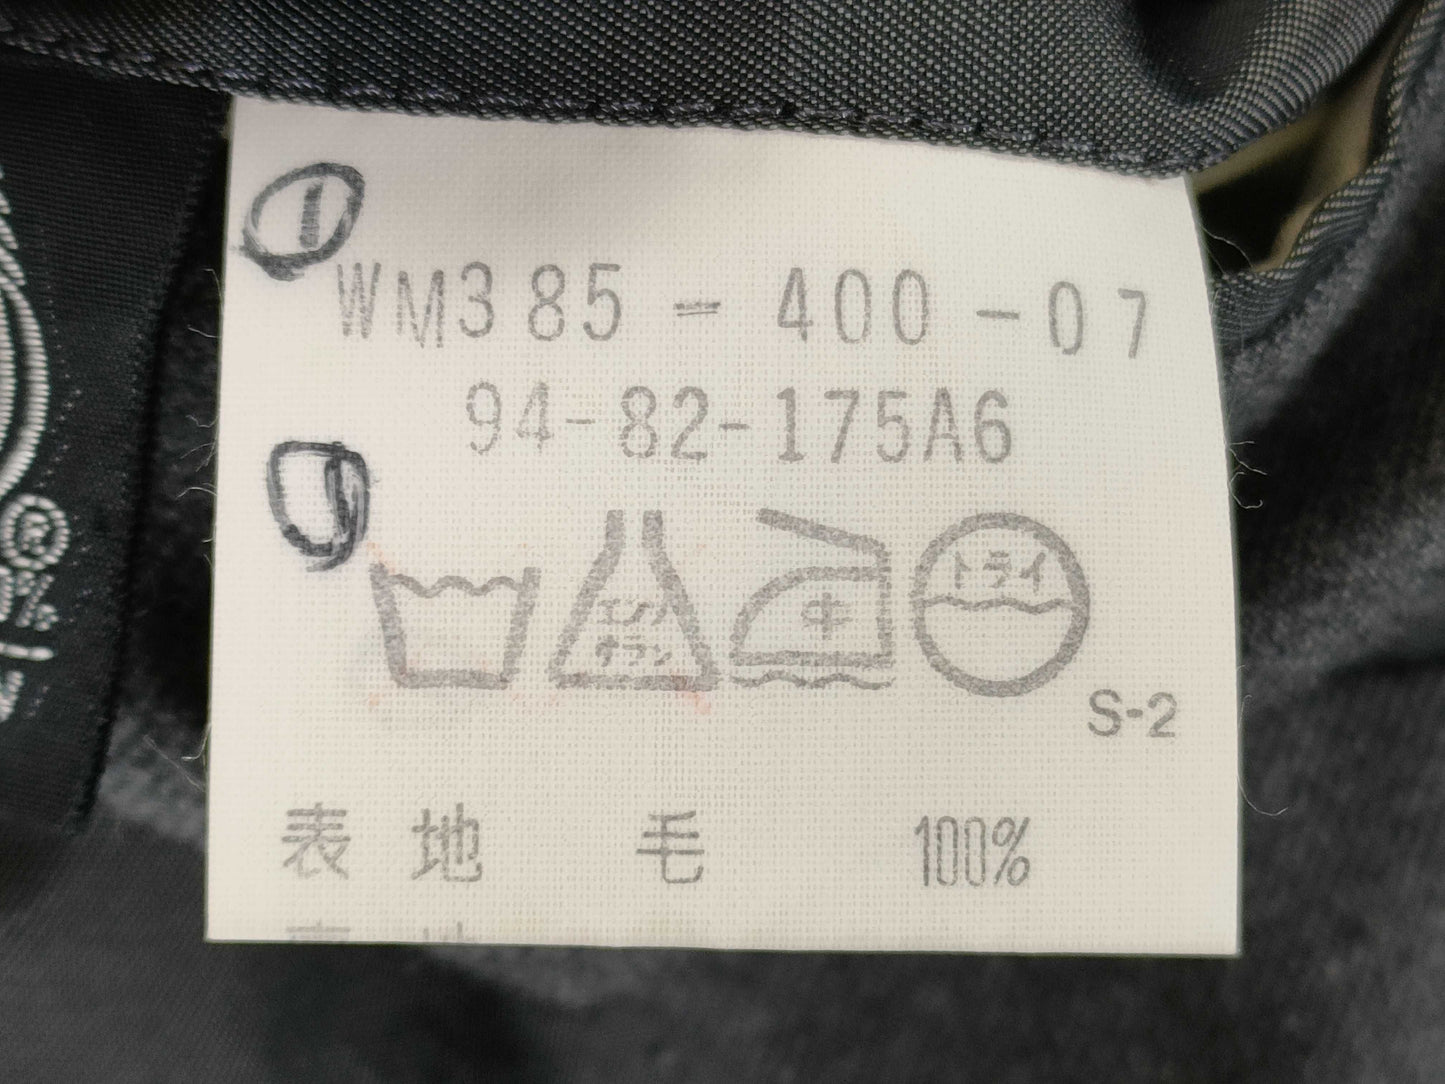 ①
WM385-400-07
94-82-175A6
エンソ サラシ
中
ドライ
S-2
表地 毛 100%
®
%